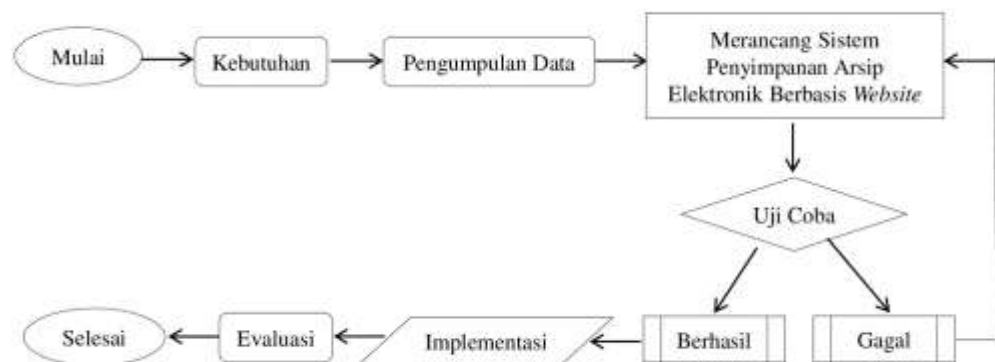 Mulai
Kebutuhan
Pengumpulan Data
Merancang Sistem
Penyimpanan Arsip
Elektronik Berbasis Website
Uji Coba
Selesai
Evaluasi
Implementasi
Berhasil
Gagal